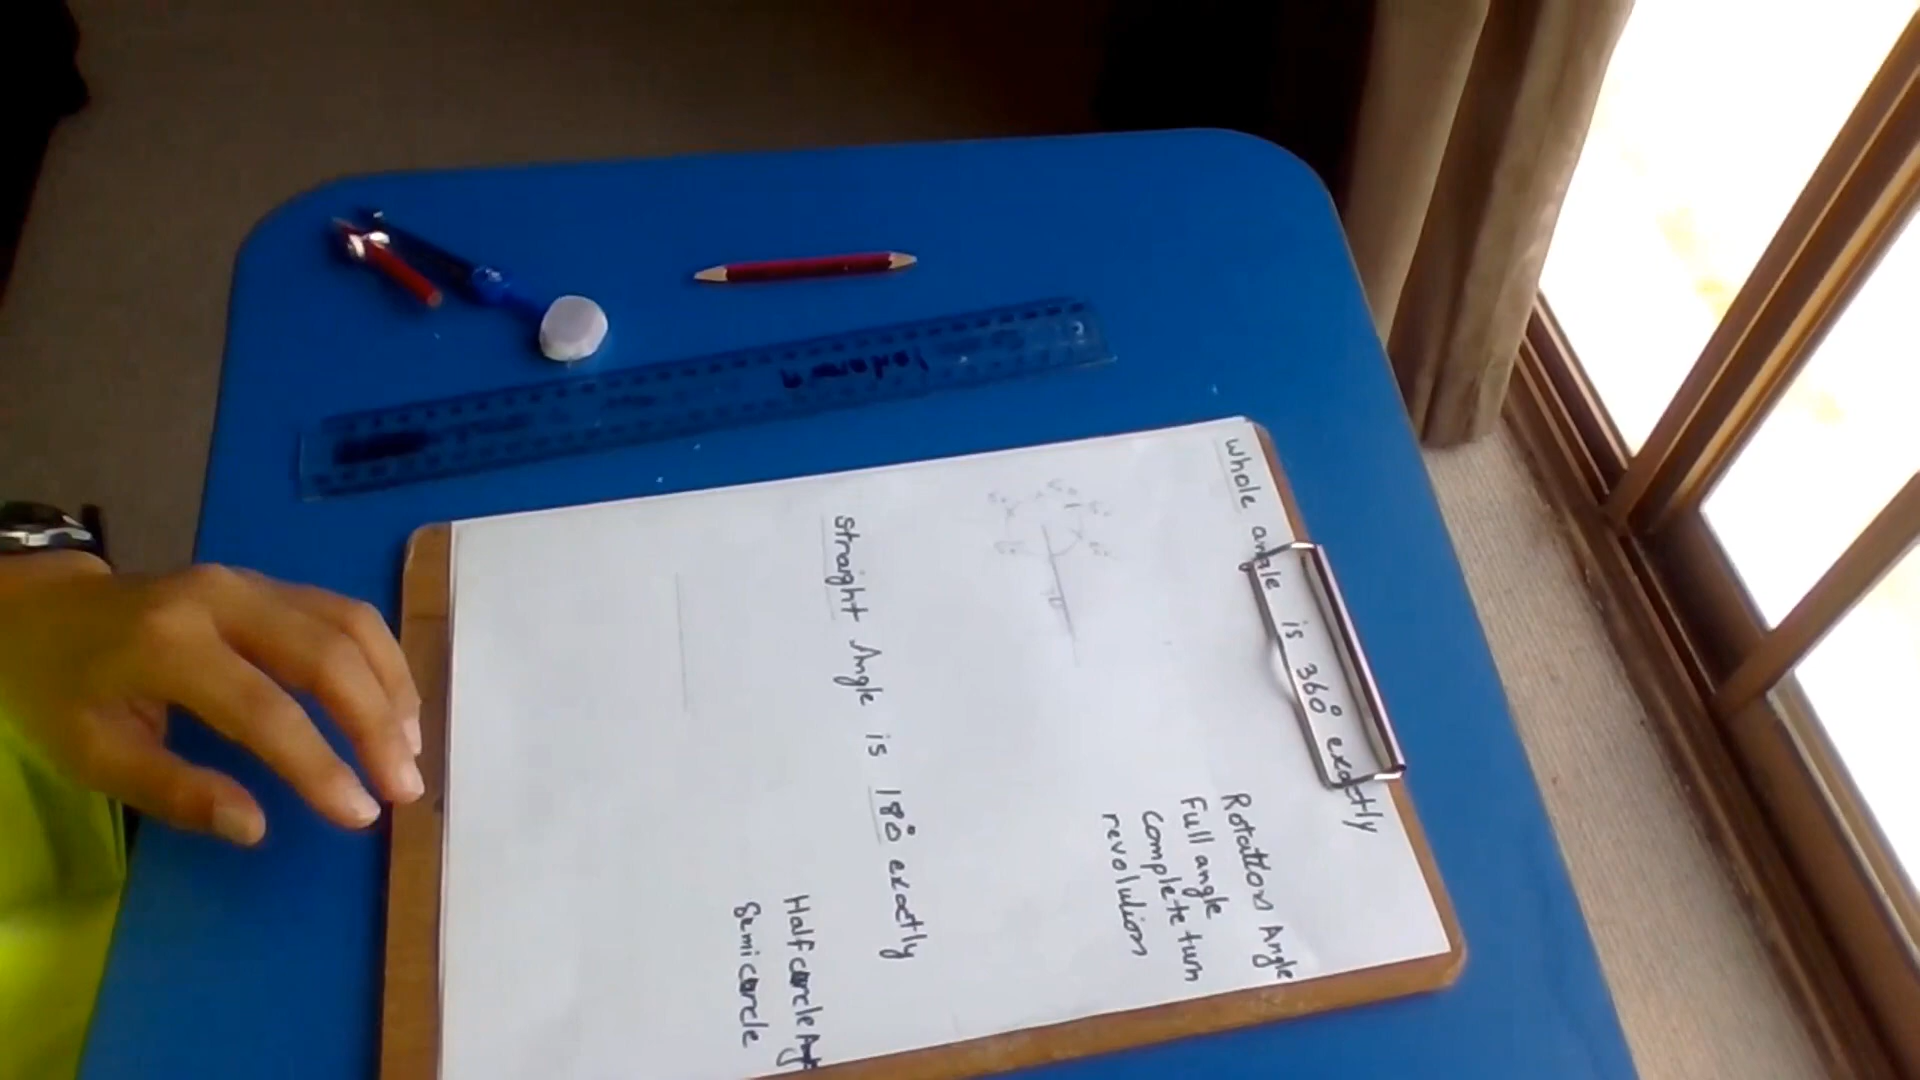 whole angle is 360° exactly
Rotation Angle
Full angle
Complete turn
revolution
straight Angle is 180° exactly
Half circle Angle
Semi circle